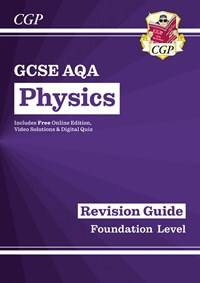 CGP
CGP
GCSE AQA
Physics
Includes Free Online Edition,
Video Solutions & Digital Quiz
Revision Guide
Foundation Level